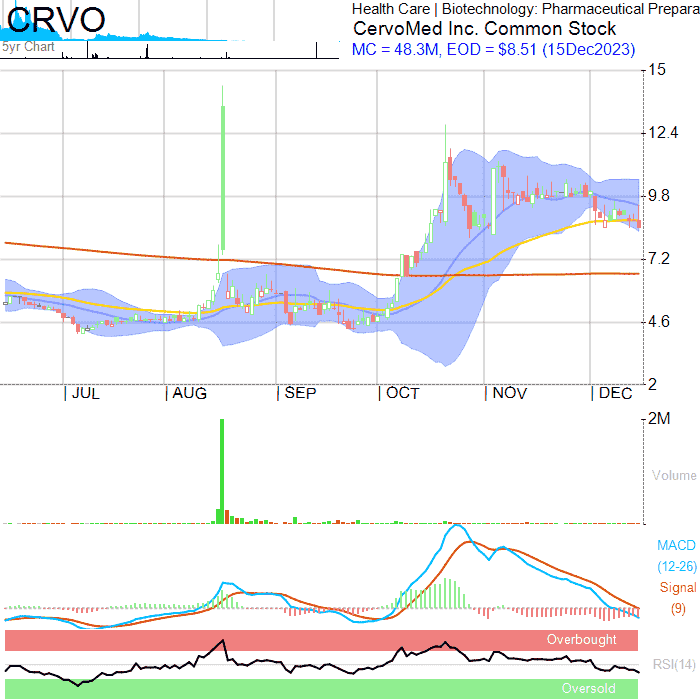 CRVO
Health Care | Biotechnology: Pharmaceutical Prepara
CervoMed Inc. Common Stock
5yr Chart
MC = 48.3M, EOD = $8.51 (15Dec2023)
15
12.4
9.8
7.2
4.6
2
JUL
AUG
SEP
OCT
NOV
DEC
2M
Volume
MACD
(12-26)
Signal
(9)
Overbought
RSI(14)
Oversold